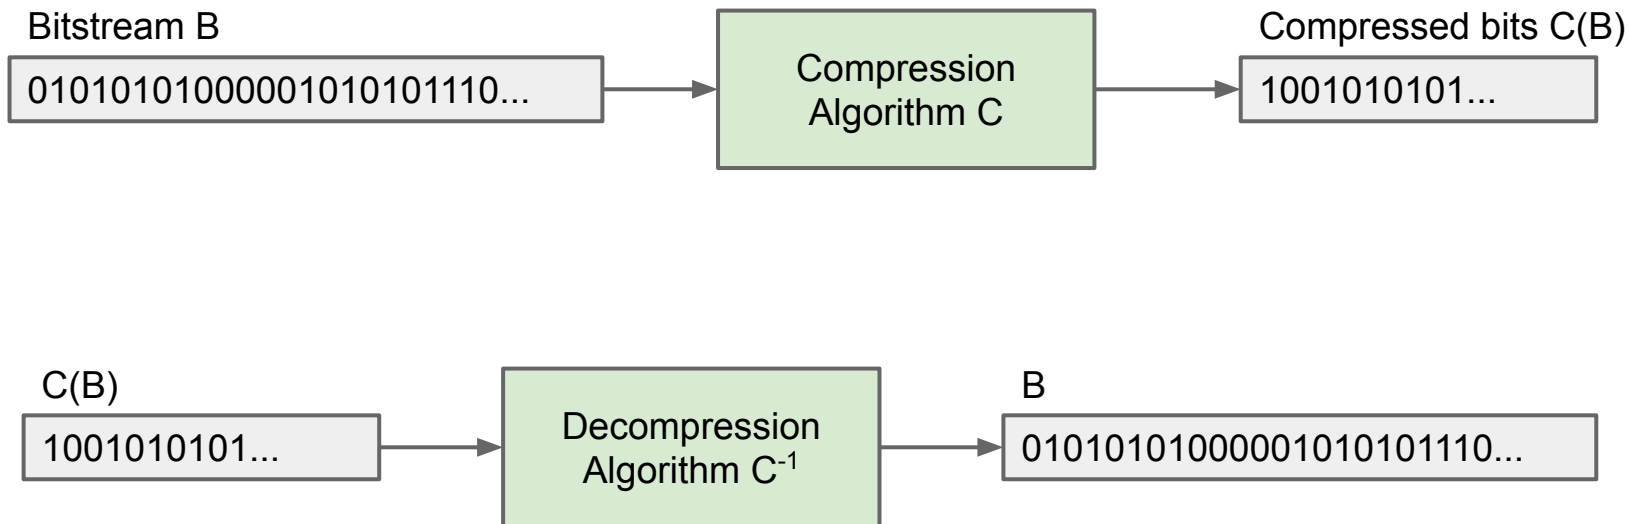 Bitstream B
Compressed bits C(B)
01010101000001010101110...
Compression
Algorithm C
1001010101...
C(B)
B
1001010101...
Decompression
Algorithm C⁻¹
01010101000001010101110...